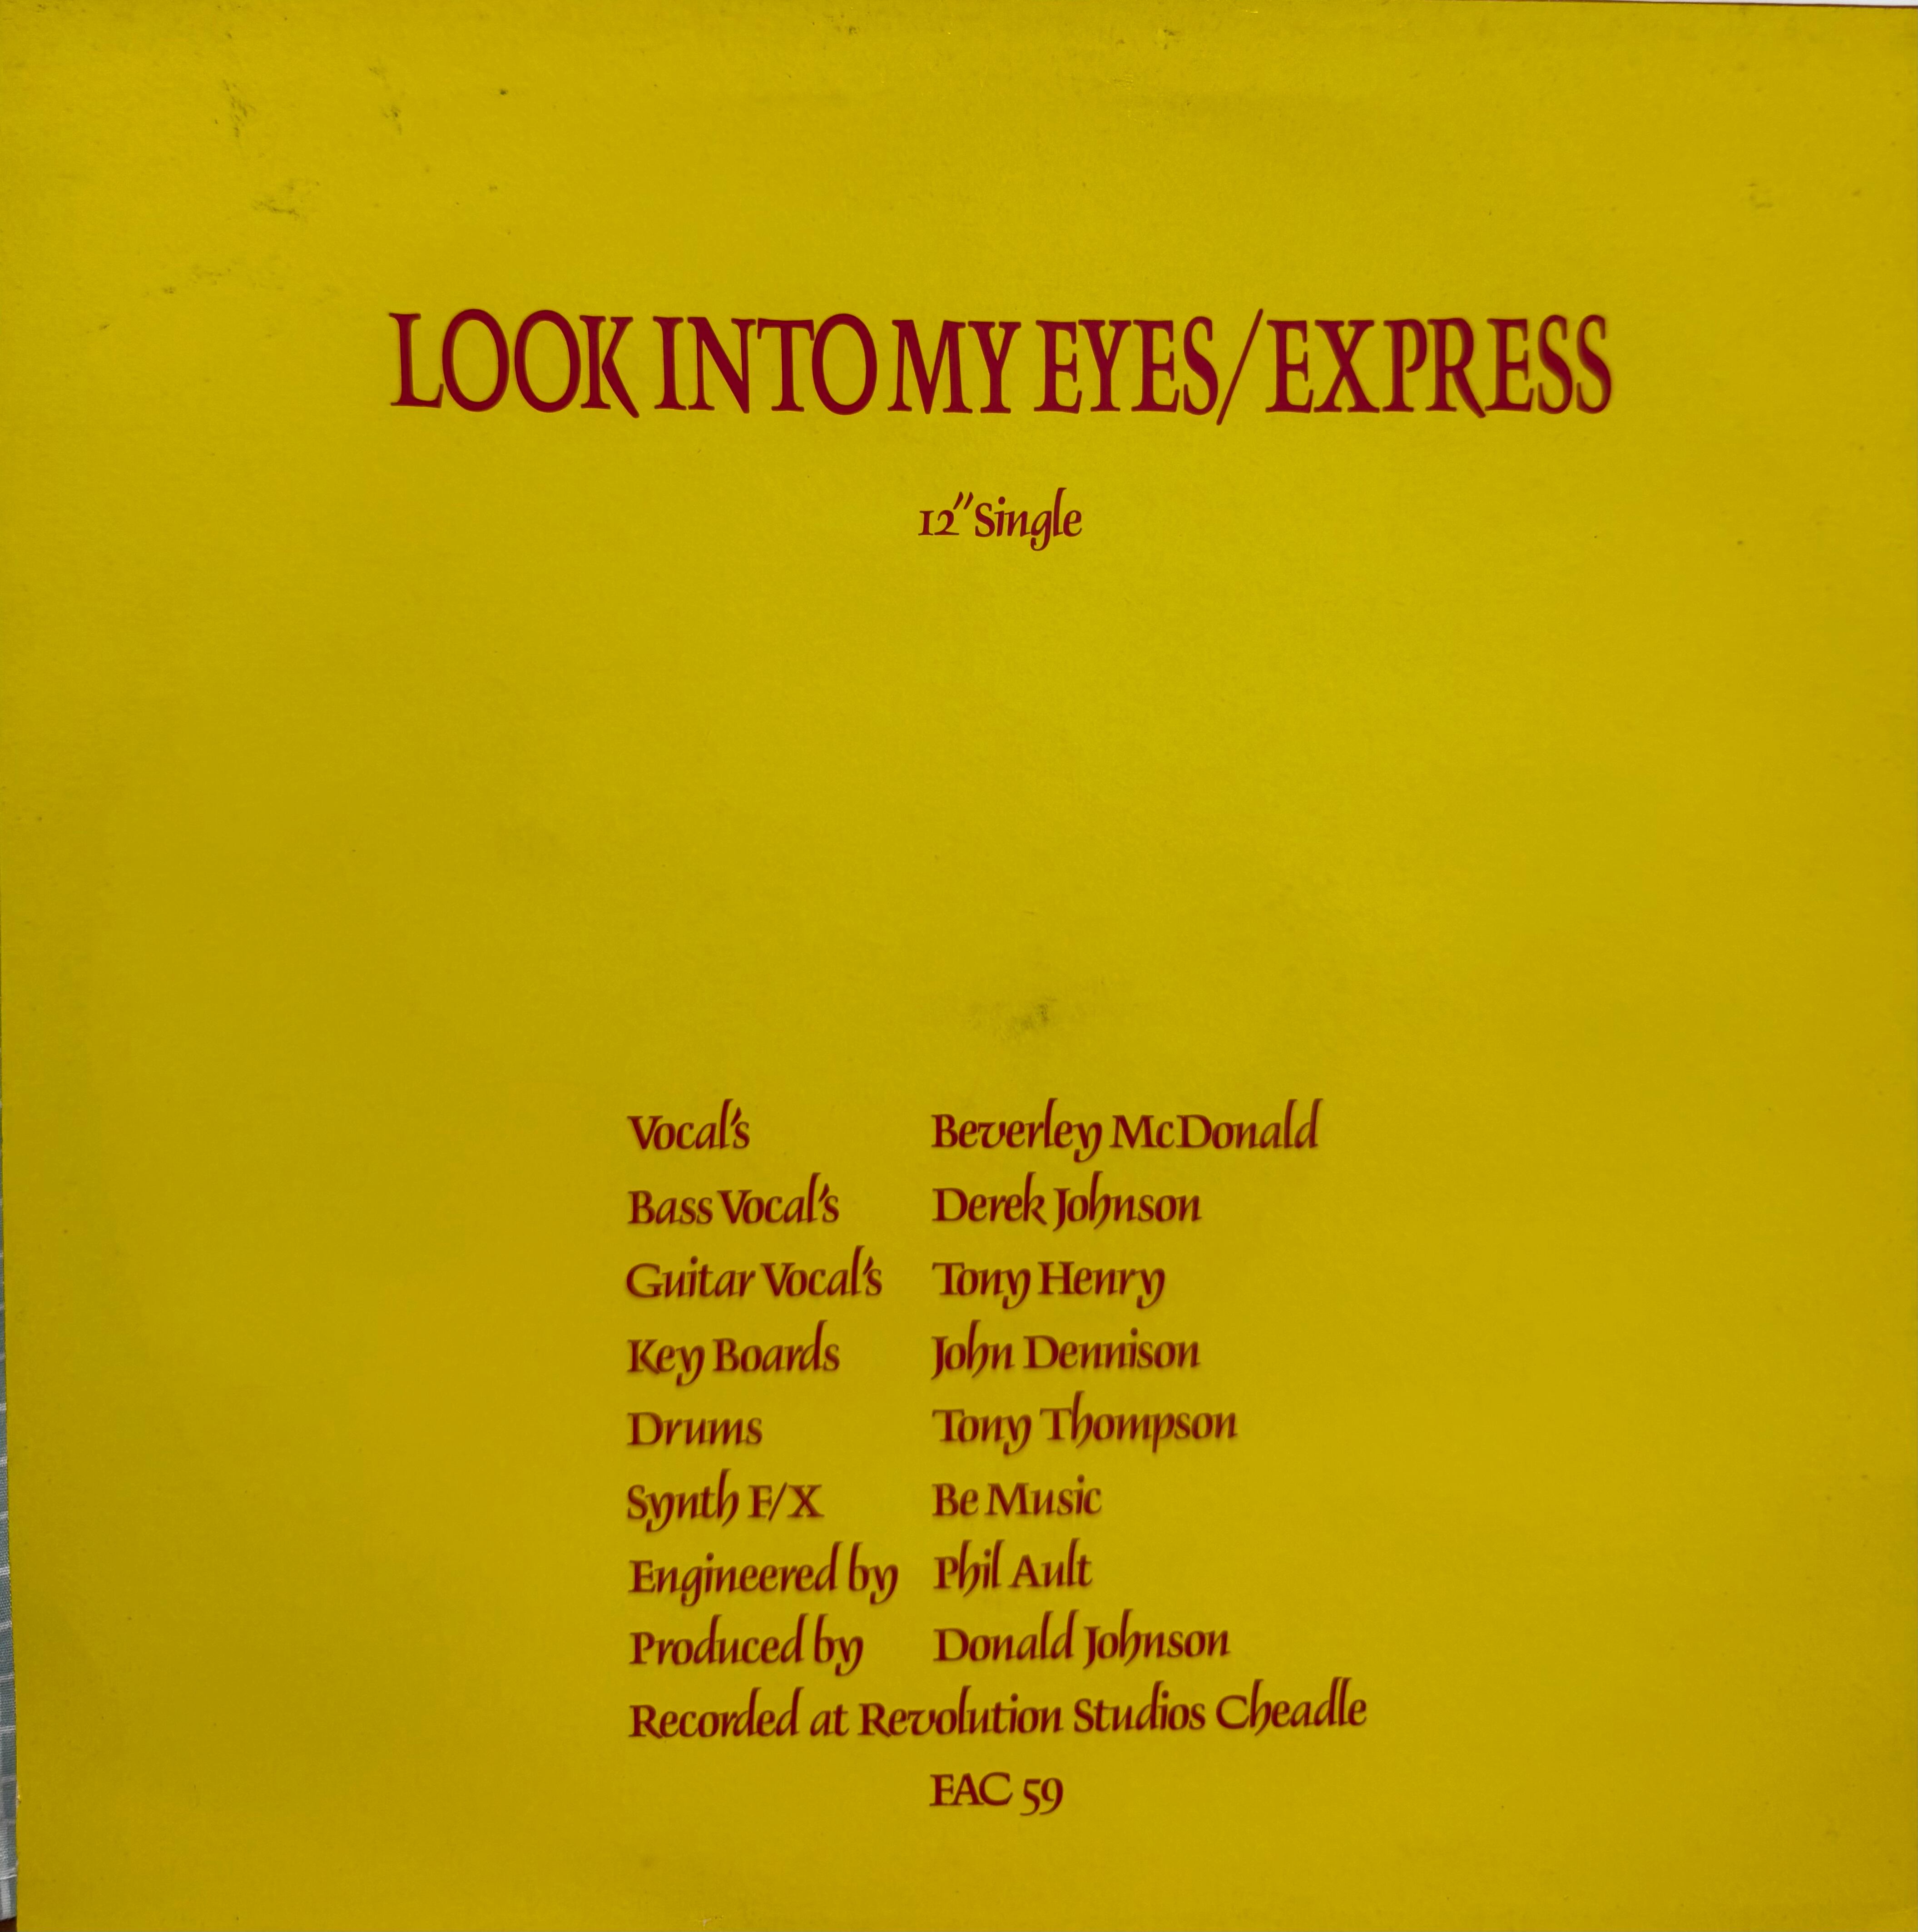 LOOK INTO MY EYES/EXPRESS
12" Single
Vocal's Beverley McDonald
Bass Vocal's Derek Johnson
Guitar Vocal's Tony Henry
Key Boards John Dennison
Drums Tony Thompson
Synth F/X Be Music
Engineered by Phil Ault
Produced by Donald Johnson
Recorded at Revolution Studios Cheadle
FAC 59